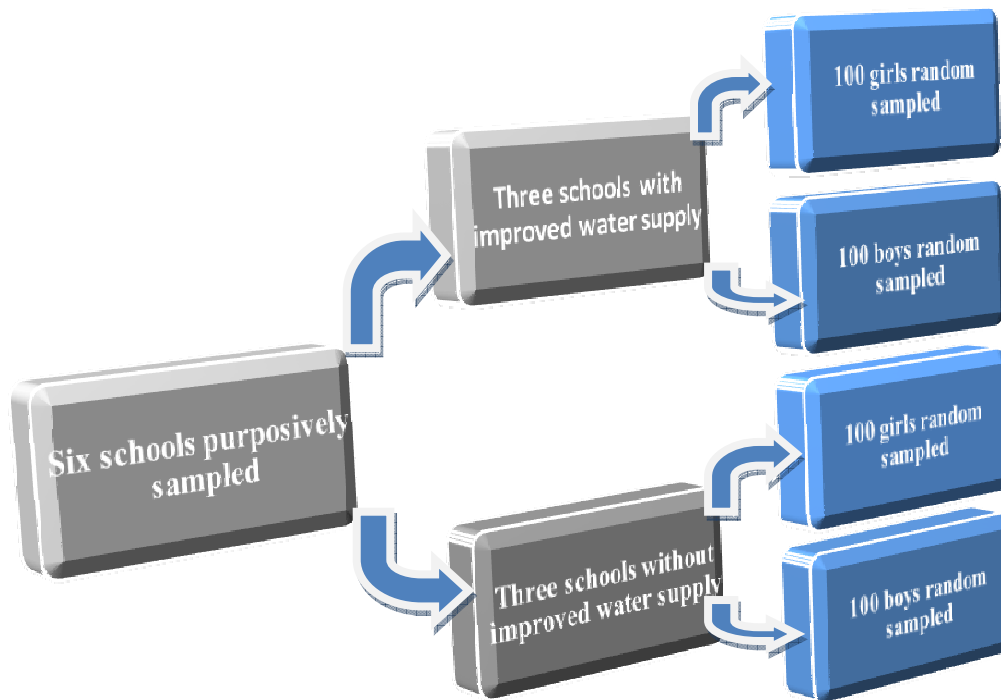 Six schools purposively
sampled
Three schools with
improved water supply
100 girls random
sampled
100 boys random
sampled
Three schools without
improved water supply
100 girls random
sampled
100 boys random
sampled